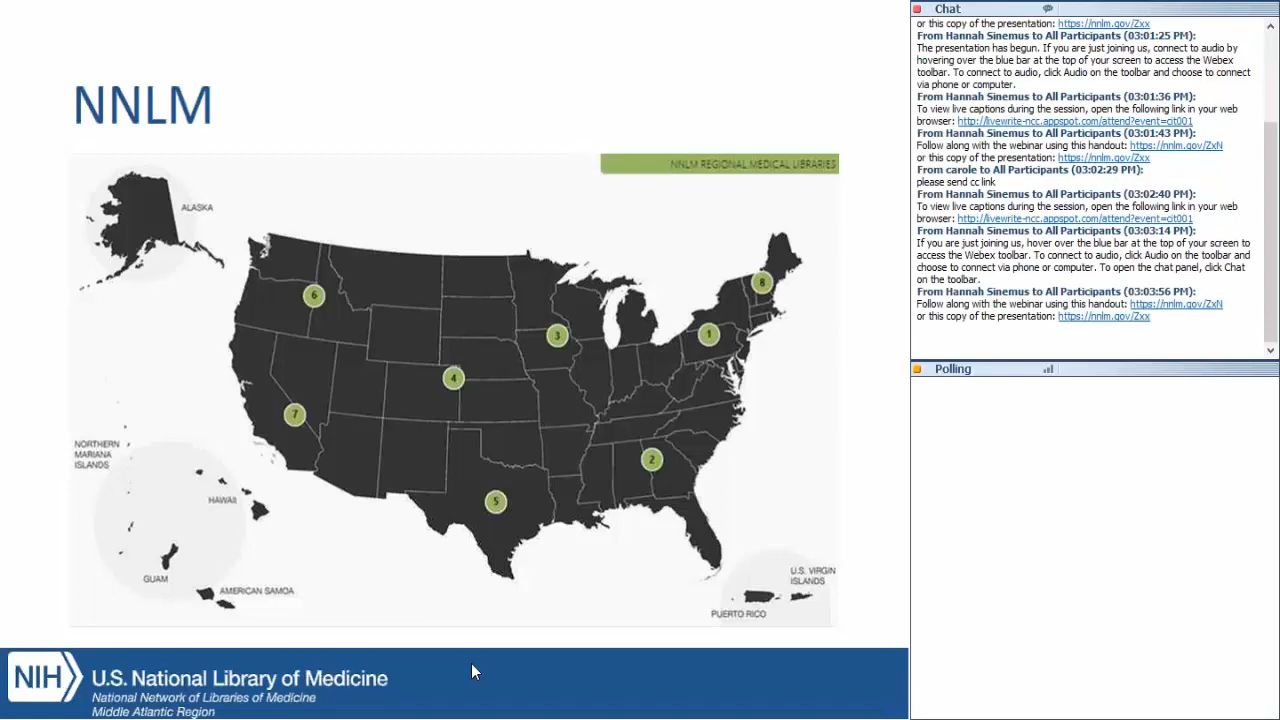 NNLM
NNLM REGIONAL MEDICAL LIBRARIES
ALASKA
6
8
3
1
4
7
NORTHERN
MARIANA
ISLANDS
2
HAWAII
5
GUAM
AMERICAN SAMOA
U.S. VIRGIN
ISLANDS
PUERTO RICO
NIH
U.S. National Library of Medicine
National Network of Libraries of Medicine
Middle Atlantic Region
Chat
or this copy of the presentation: https://nnlm.gov/Zxx
From Hannah Sinemus to All Participants (03:01:25 PM):
The presentation has begun. If you are just joining us, connect to audio by
hovering over the blue bar at the top of your screen to access the Webex
toolbar. To connect to audio, click Audio on the toolbar and choose to connect
via phone or computer.
From Hannah Sinemus to All Participants (03:01:36 PM):
To view live captions during the session, open the following link in your web
browser: http://livewrite-ncc.appspot.com/attend?event=cit001
From Hannah Sinemus to All Participants (03:01:43 PM):
Follow along with the webinar using this handout: https://nnlm.gov/ZxN
or this copy of the presentation: https://nnlm.gov/Zxx
From carole to All Participants (03:02:29 PM):
please send cc link
From Hannah Sinemus to All Participants (03:02:40 PM):
To view live captions during the session, open the following link in your web
browser: http://livewrite-ncc.appspot.com/attend?event=cit001
From Hannah Sinemus to All Participants (03:03:14 PM):
If you are just joining us, hover over the blue bar at the top of your screen to
access the Webex toolbar. To connect to audio, click Audio on the toolbar and
choose to connect via phone or computer. To open the chat panel, click Chat
on the toolbar.
From Hannah Sinemus to All Participants (03:03:56 PM):
Follow along with the webinar using this handout: https://nnlm.gov/ZxN
or this copy of the presentation: https://nnlm.gov/Zxx
Polling